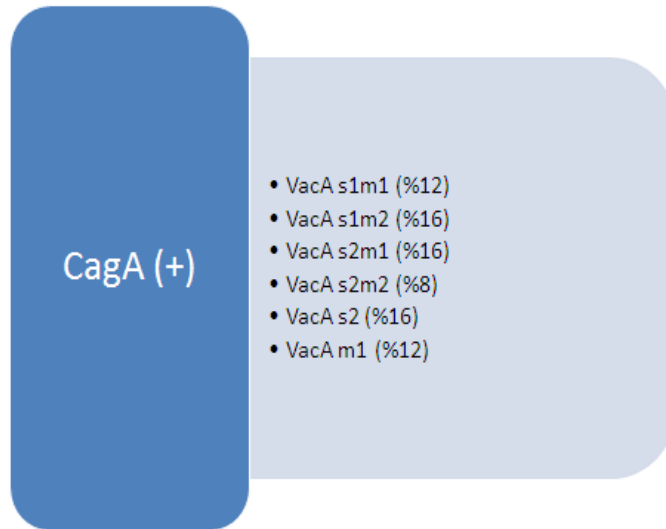 CagA (+)
• VacA s1m1 (%12)
• VacA s1m2 (%16)
• VacA s2m1 (%16)
• VacA s2m2 (%8)
• VacA s2 (%16)
• VacA m1 (%12)